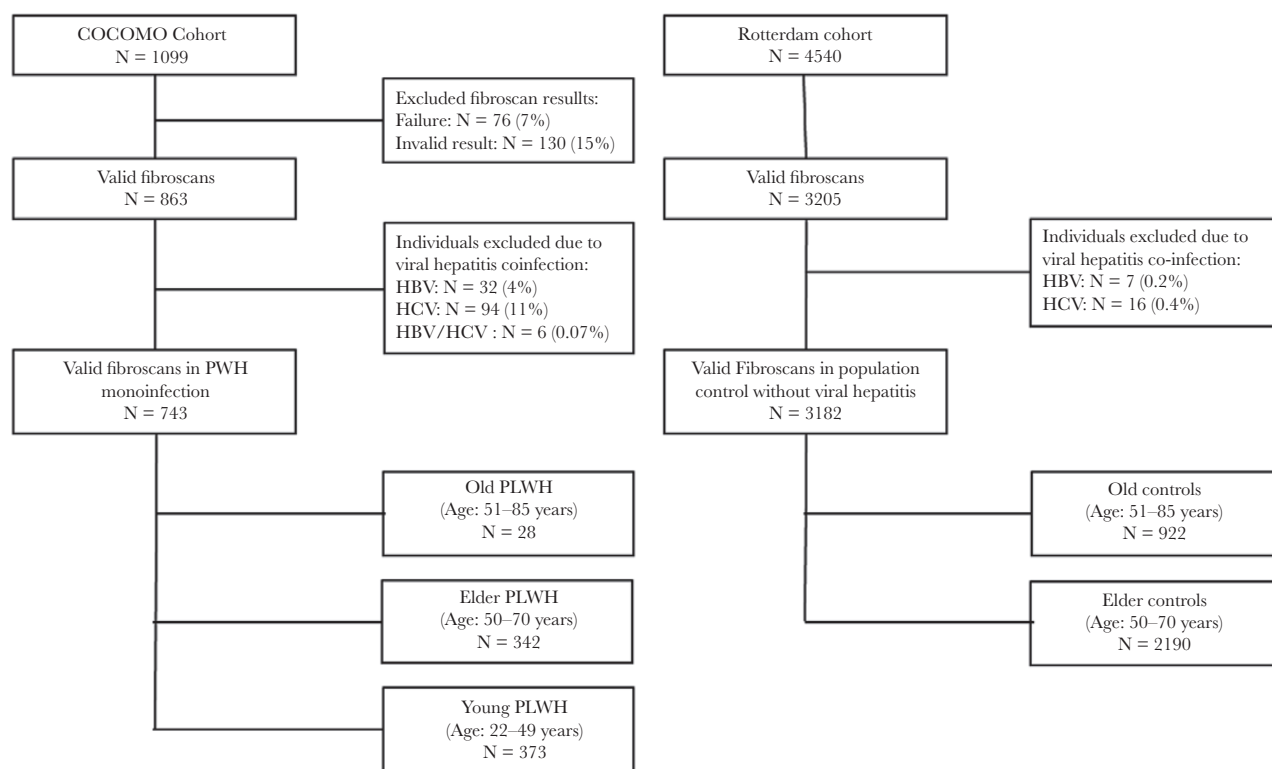 COCOMO Cohort
N = 1099
Excluded fibroscan resullts:
Failure: N = 76 (7%)
Invalid result: N = 130 (15%)
Valid fibroscans
N = 863
Individuals excluded due to
viral hepatitis coinfection:
HBV: N = 32 (4%)
HCV: N = 94 (11%)
HBV/HCV : N = 6 (0.07%)
Valid fibroscans in PWH
monoinfection
N = 743
Old PLWH
(Age: 51–85 years)
N = 28
Elder PLWH
(Age: 50–70 years)
N = 342
Young PLWH
(Age: 22–49 years)
N = 373
Rotterdam cohort
N = 4540
Valid fibroscans
N = 3205
Individuals excluded due to
viral hepatitis co-infection:
HBV: N = 7 (0.2%)
HCV: N = 16 (0.4%)
Valid Fibroscans in population
control without viral hepatitis
N = 3182
Old controls
(Age: 51–85 years)
N = 922
Elder controls
(Age: 50–70 years)
N = 2190